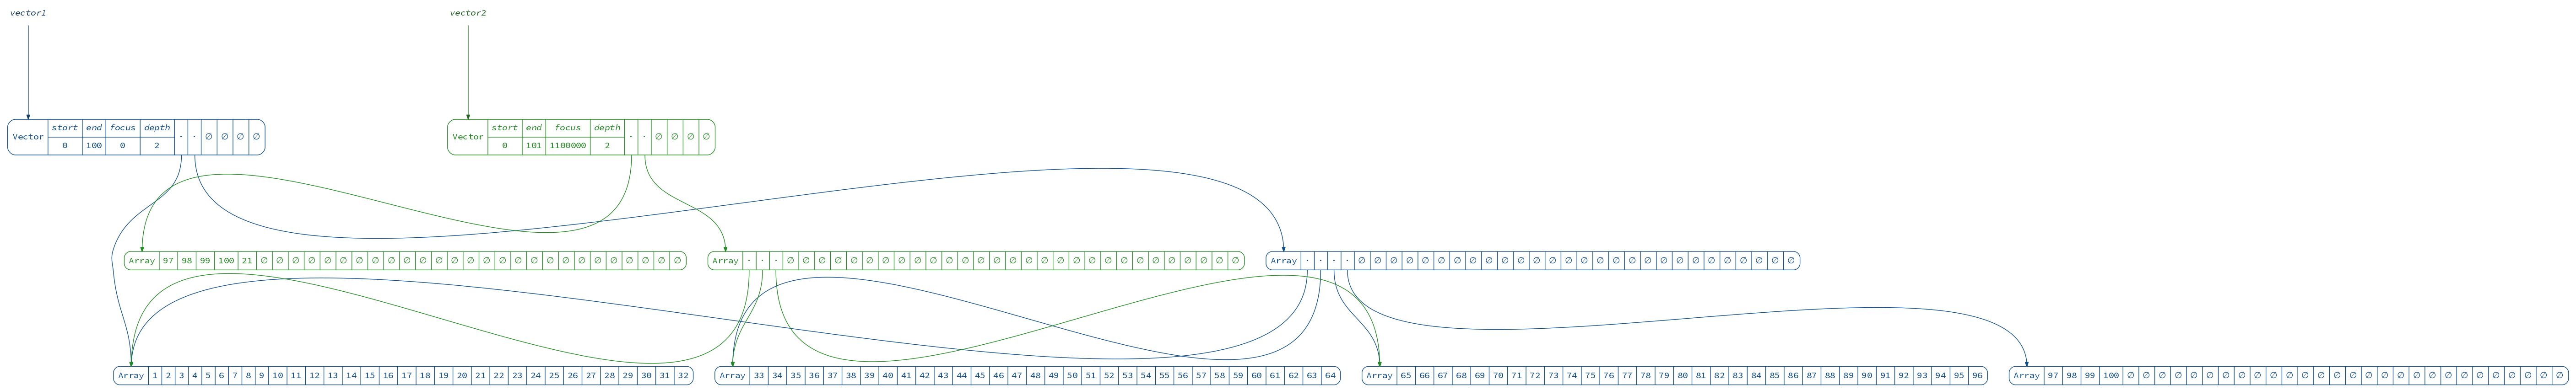 vector1 vector2
Vector start end focus depth · · ∅ ∅ ∅ ∅
0 100 0 2
Vector start end focus depth · · ∅ ∅ ∅ ∅
0 101 1100000 2
Array 97 98 99 100 21 ∅ ∅ ∅ ∅ ∅ ∅ ∅ ∅ ∅ ∅ ∅ ∅ ∅ ∅ ∅ ∅ ∅ ∅ ∅ ∅ ∅ ∅ ∅ ∅ ∅ ∅ ∅
Array · · · ∅ ∅ ∅ ∅ ∅ ∅ ∅ ∅ ∅ ∅ ∅ ∅ ∅ ∅ ∅ ∅ ∅ ∅ ∅ ∅ ∅ ∅ ∅ ∅ ∅ ∅ ∅ ∅ ∅
Array · · · · ∅ ∅ ∅ ∅ ∅ ∅ ∅ ∅ ∅ ∅ ∅ ∅ ∅ ∅ ∅ ∅ ∅ ∅ ∅ ∅ ∅ ∅ ∅ ∅ ∅ ∅ ∅ ∅
Array 1 2 3 4 5 6 7 8 9 10 11 12 13 14 15 16 17 18 19 20 21 22 23 24 25 26 27 28 29 30 31 32
Array 33 34 35 36 37 38 39 40 41 42 43 44 45 46 47 48 49 50 51 52 53 54 55 56 57 58 59 60 61 62 63 64
Array 65 66 67 68 69 70 71 72 73 74 75 76 77 78 79 80 81 82 83 84 85 86 87 88 89 90 91 92 93 94 95 96
Array 97 98 99 100 ∅ ∅ ∅ ∅ ∅ ∅ ∅ ∅ ∅ ∅ ∅ ∅ ∅ ∅ ∅ ∅ ∅ ∅ ∅ ∅ ∅ ∅ ∅ ∅ ∅ ∅ ∅ ∅